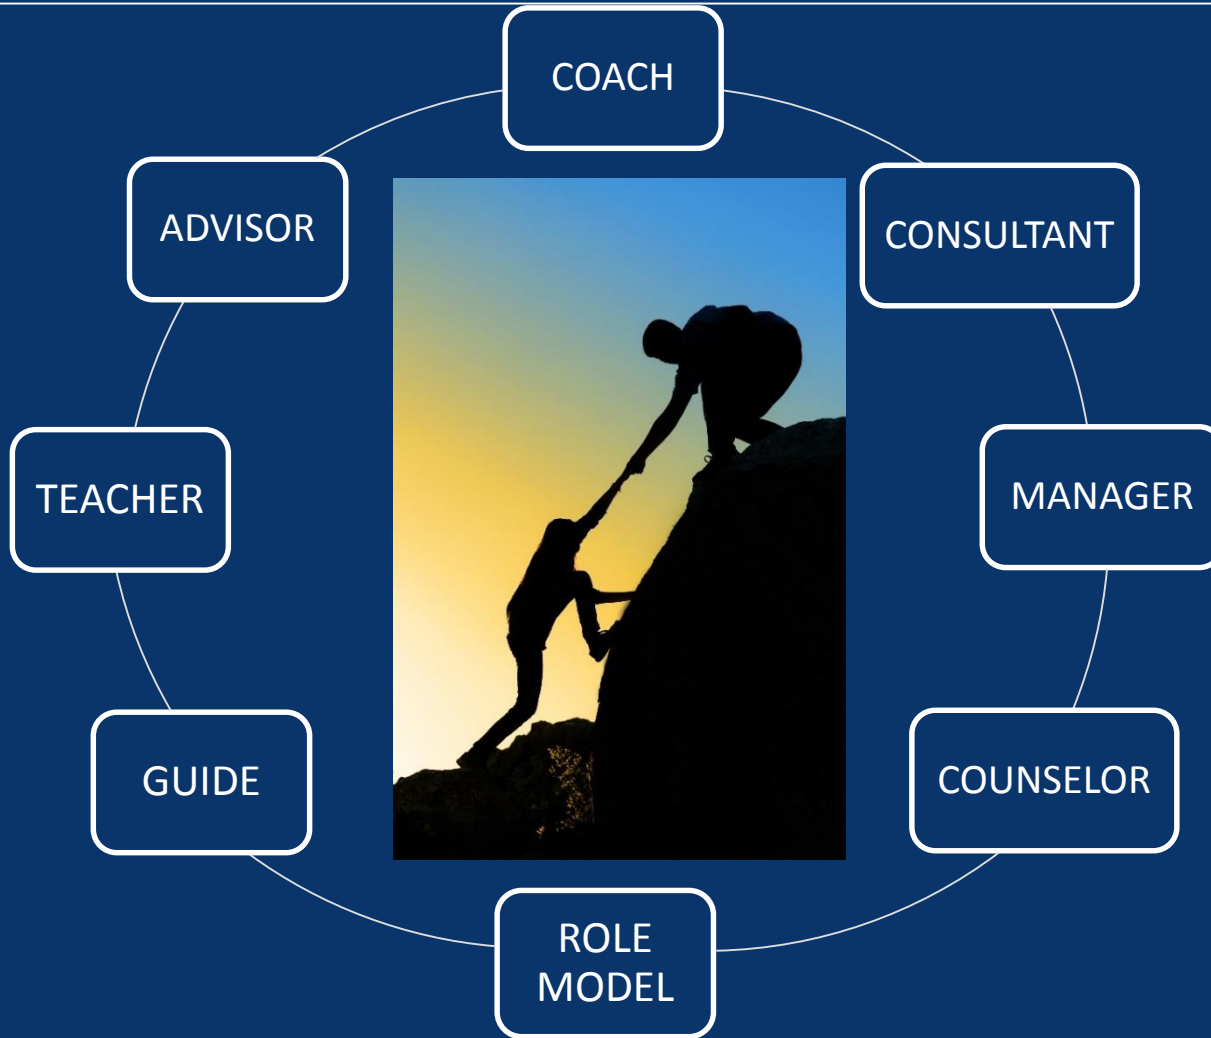 COACH
ADVISOR
CONSULTANT
TEACHER
MANAGER
GUIDE
COUNSELOR
ROLE
MODEL